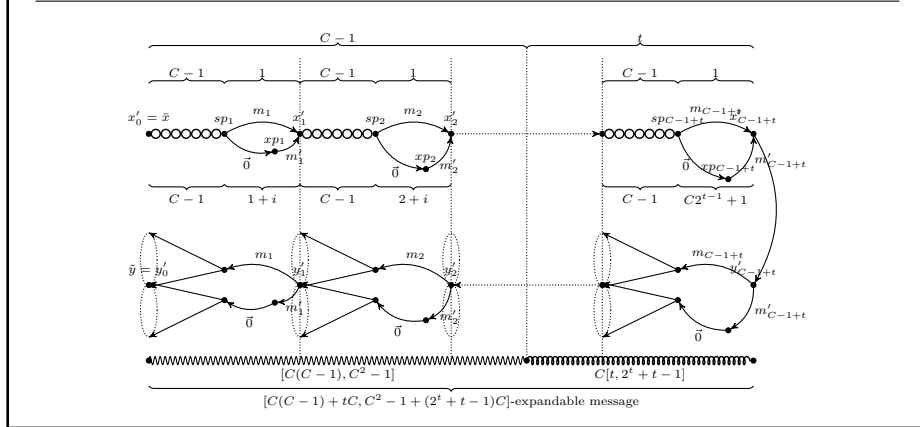 C − 1 t
C − 1 1 C − 1 1 C − 1 1
m_1 m_2 m_{C−1+t}
x'_0 = x̄ sp_1 x'_1 sp_2 x'_2 sp_{C−1+t} x'_{C−1+t}
xp_1 xp_2 xp_{C−1+t}
0⃗ m'_1 0⃗ m'_2 0⃗ m'_{C−1+t}
C − 1 1 + i C − 1 2 + i C − 1 C2^{t−1} + 1
m_1 m_2 m_{C−1+t}
ỹ = y'_0 y'_1 y'_2 y'_{C−1+t}
0⃗ m'_1 0⃗ m'_2 0⃗ m'_{C−1+t}
[C(C − 1), C^2 − 1] C[t, 2^t + t − 1]
[C(C − 1) + tC, C^2 − 1 + (2^t + t − 1)C]-expandable message